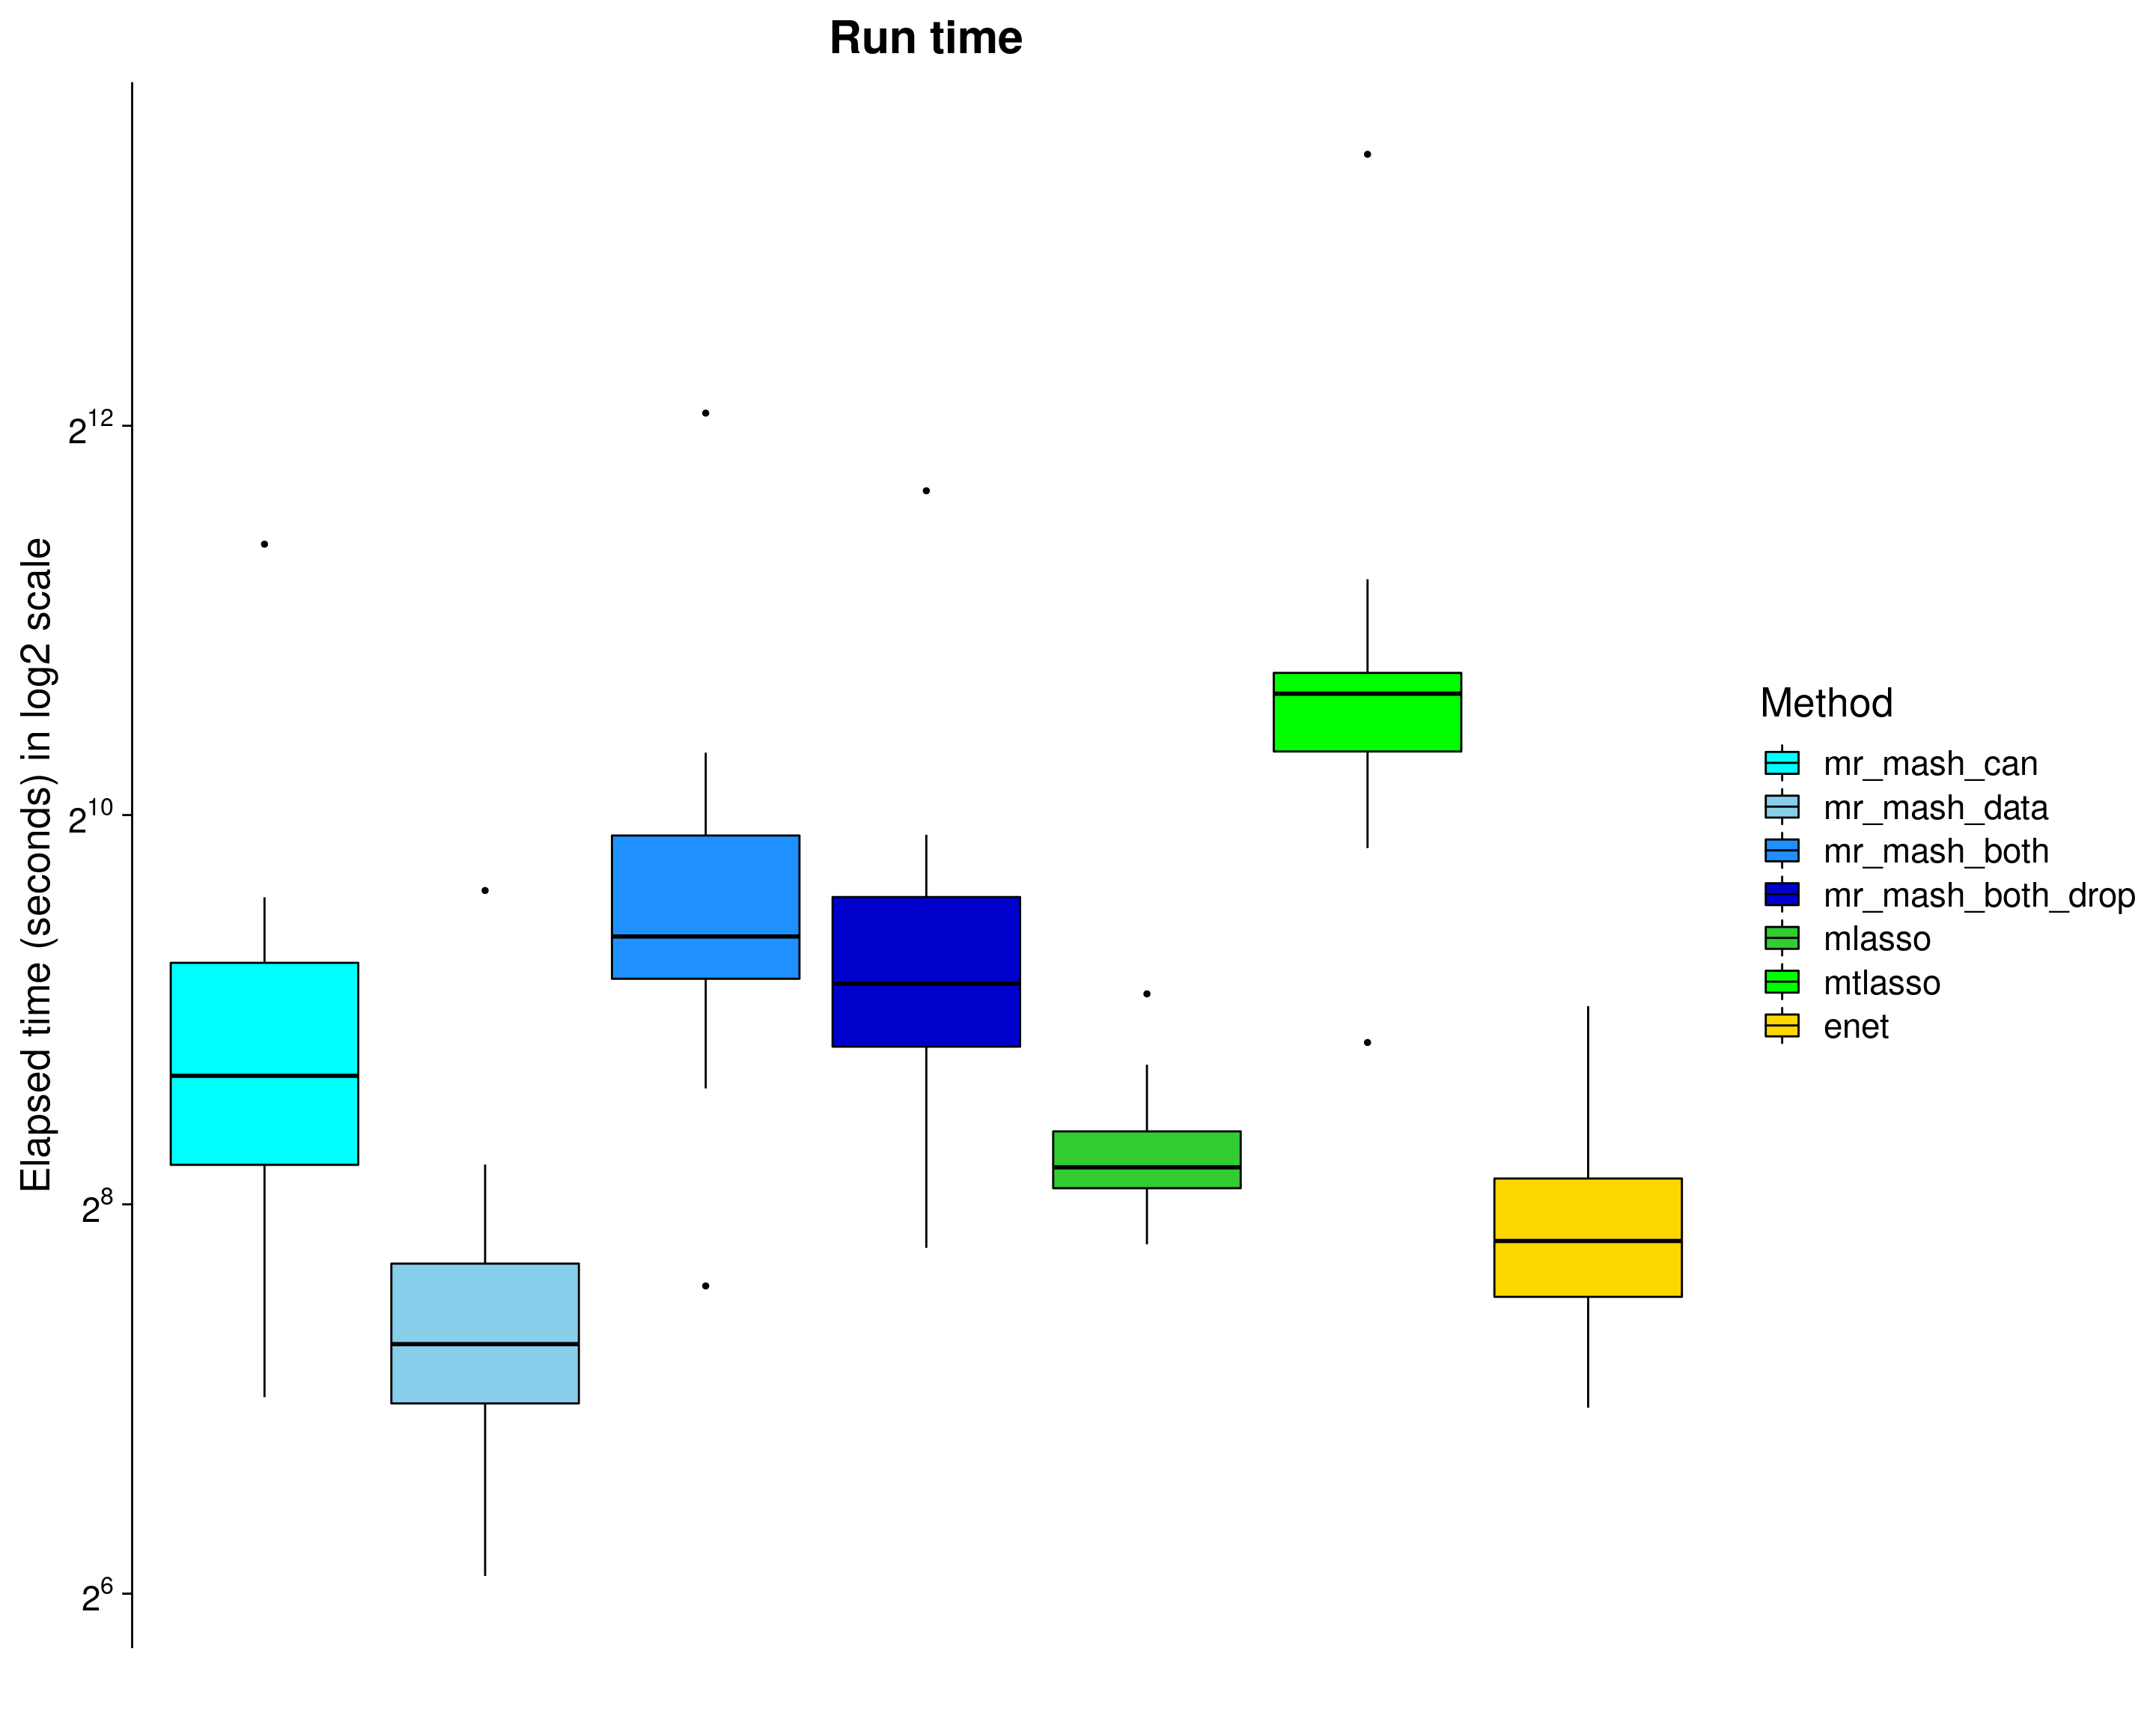 Run time
Elapsed time (seconds) in log2 scale
2^12
2^10
2^8
2^6
Method
mr_mash_can
mr_mash_data
mr_mash_both
mr_mash_both_drop
mlasso
mtlasso
enet